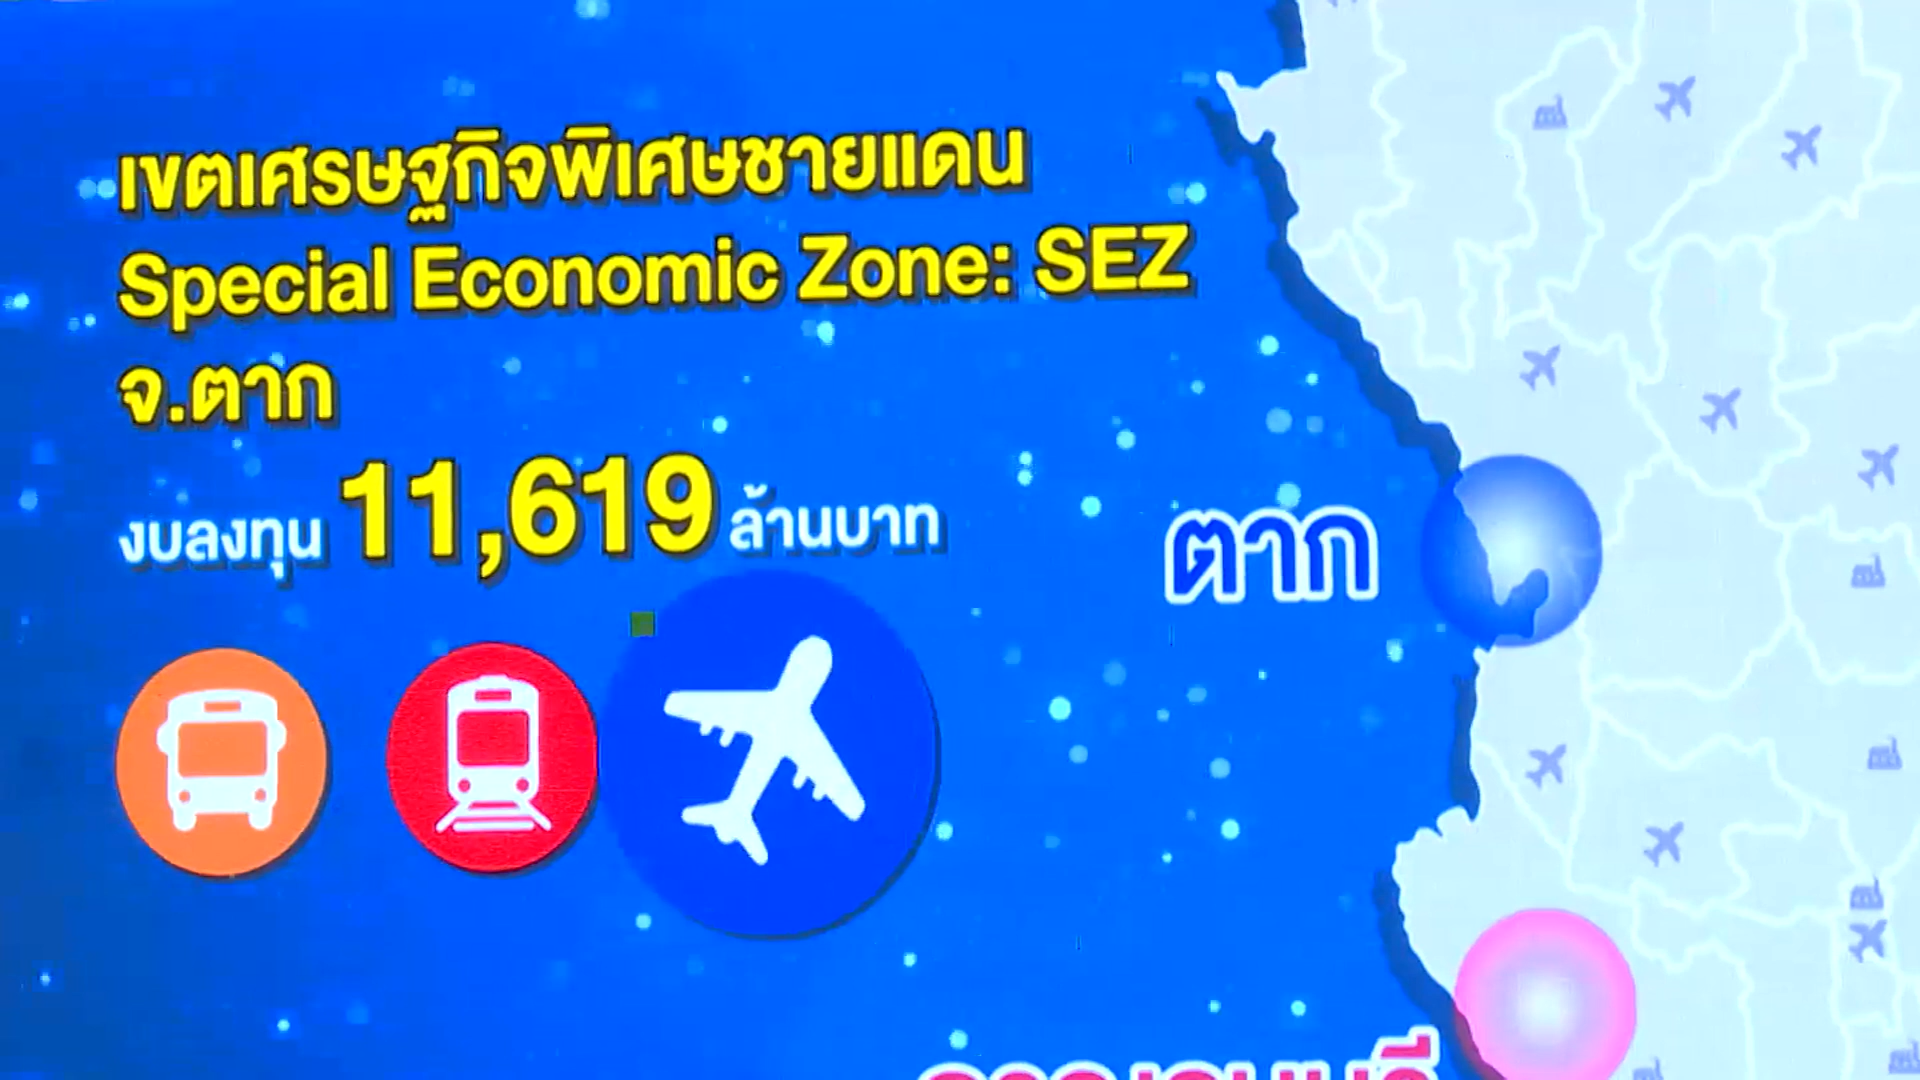 เขตเศรษฐกิจพิเศษชายแดน
Special Economic Zone: SEZ
จ.ตาก
งบลงทุน 11,619 ล้านบาท
ตาก